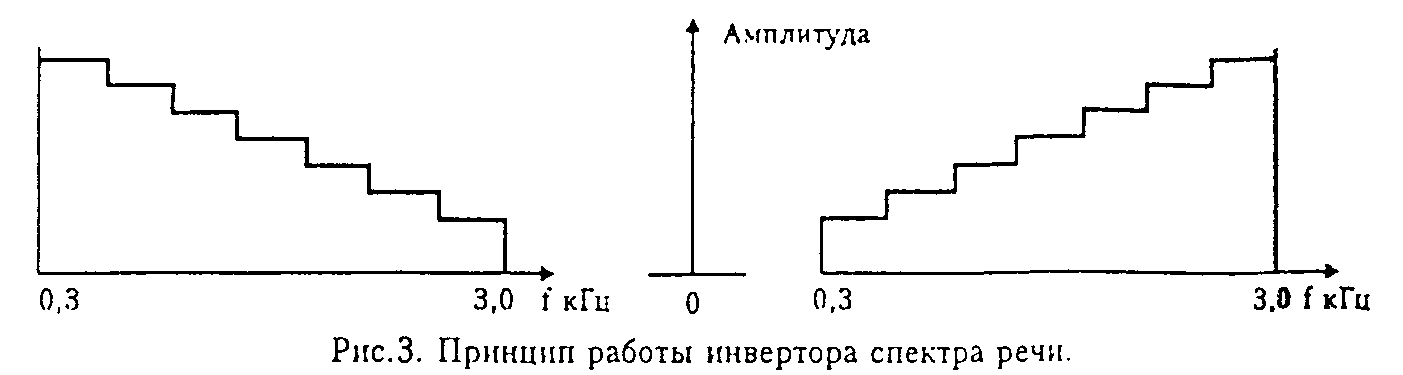 Амплитуда
0,3 3,0 f кГц 0 0,3 3,0 f кГц
Рис.3. Принцип работы инвертора спектра речи.